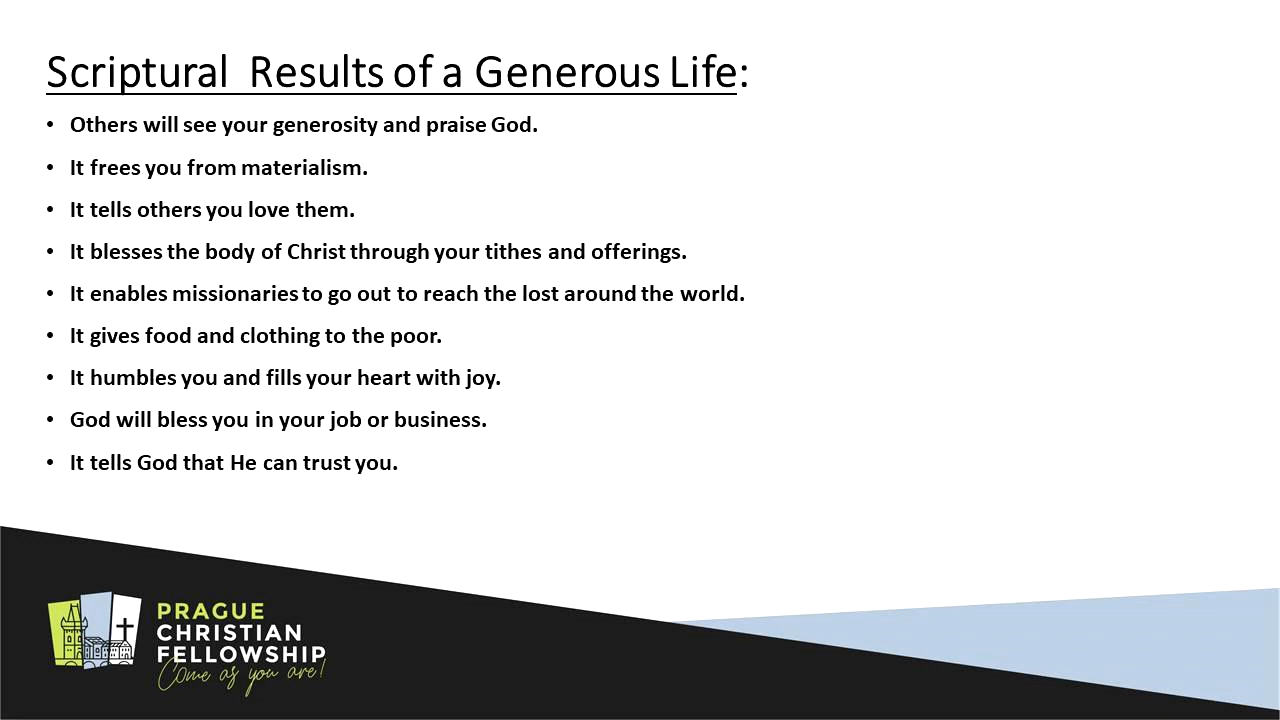 Scriptural  Results of a Generous Life:
• Others will see your generosity and praise God.
• It frees you from materialism.
• It tells others you love them.
• It blesses the body of Christ through your tithes and offerings.
• It enables missionaries to go out to reach the lost around the world.
• It gives food and clothing to the poor.
• It humbles you and fills your heart with joy.
• God will bless you in your job or business.
• It tells God that He can trust you.
PRAGUE
CHRISTIAN
FELLOWSHIP
Come as you are!